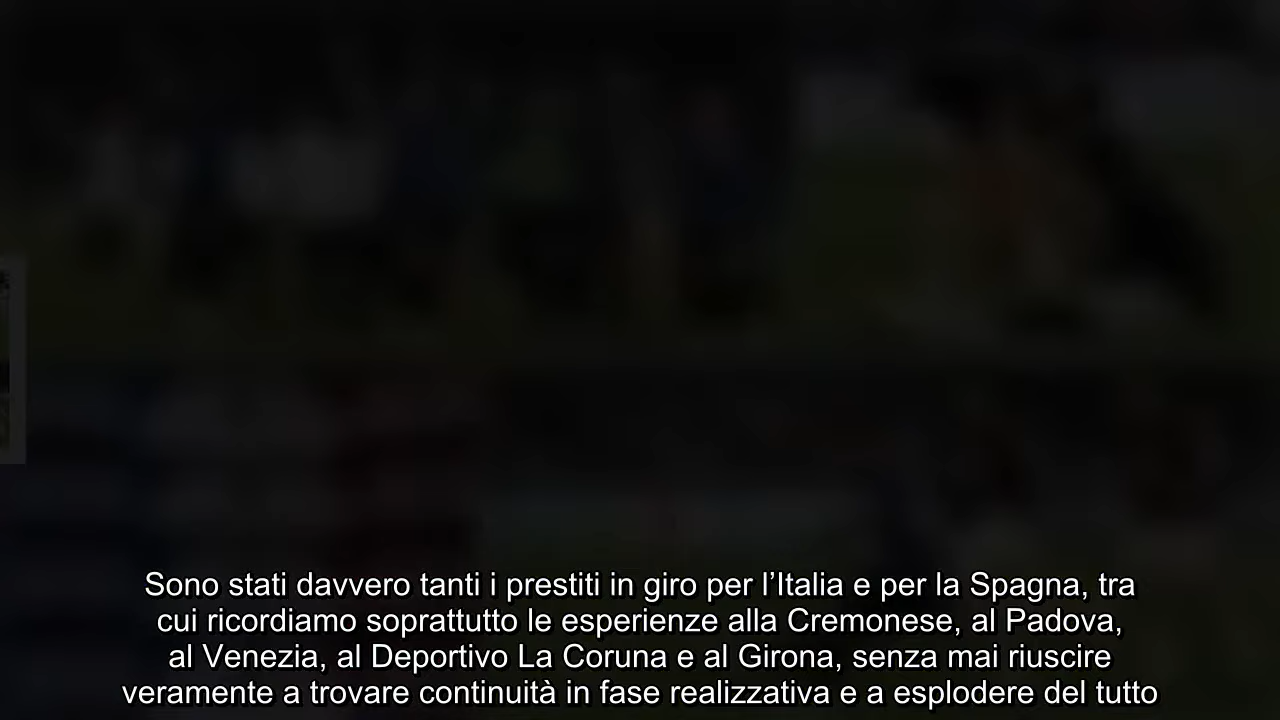 Sono stati davvero tanti i prestiti in giro per l’Italia e per la Spagna, tra
cui ricordiamo soprattutto le esperienze alla Cremonese, al Padova,
al Venezia, al Deportivo La Coruna e al Girona, senza mai riuscire
veramente a trovare continuità in fase realizzativa e a esplodere del tutto